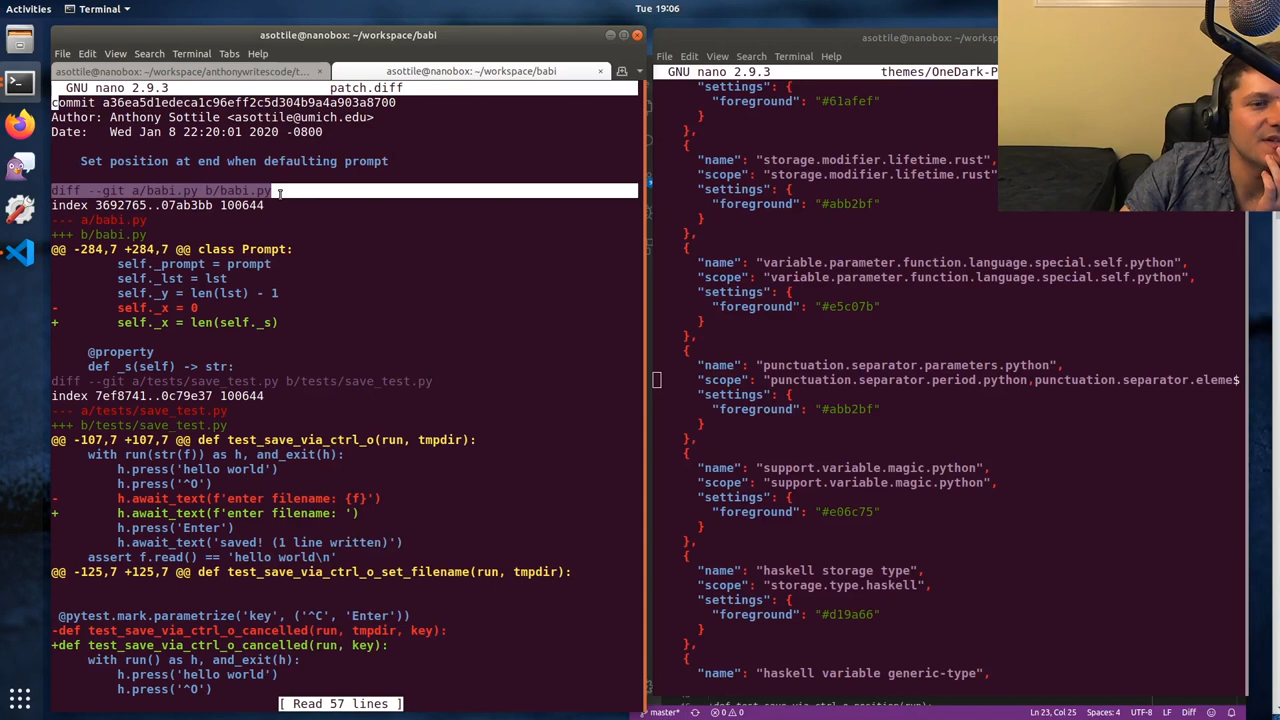 Activities
Terminal
Tue 19:06
asottile@nanobox: ~/workspace/babi
File Edit View Search Terminal Tabs Help
asottile@nanobox: ~/workspace/anthonywritescode/t...
asottile@nanobox: ~/workspace/babi
GNU nano 2.9.3 patch.diff
commit a36ea5d1eeeca1c96eff2c5d304b9a4a903a8700
Author: Anthony Sottile <asottile@umich.edu>
Date: Wed Jan 8 22:20:01 2020 -0800
Set position at end when defaulting prompt
diff --git a/babi.py b/babi.py
index 3692765..07ab3bb 100644
--- a/babi.py
+++ b/babi.py
@@ -284,7 +284,7 @@ class Prompt:
self._prompt = prompt
self._lst = lst
self._y = len(lst) - 1
- self._x = 0
+ self._x = len(self._s)
@property
def _s(self) -> str:
diff --git a/tests/save_test.py b/tests/save_test.py
index 7ef8741..0c79e37 100644
--- a/tests/save_test.py
+++ b/tests/save_test.py
@@ -107,7 +107,7 @@ def test_save_via_ctrl_o(run, tmpdir):
with run(str(f)) as h, and_exit(h):
h.press('hello world')
h.press('^O')
- h.await_text(f'enter filename: {f}')
+ h.await_text(f'enter filename: ')
h.press('Enter')
h.await_text('saved! (1 line written)')
assert f.read() == 'hello world\n'
@@ -125,7 +125,7 @@ def test_save_via_ctrl_o_set_filename(run, tmpdir):
@pytest.mark.parametrize('key', ('^C', 'Enter'))
-def test_save_via_ctrl_o_cancelled(run, tmpdir, key):
+def test_save_via_ctrl_o_cancelled(run, key):
with run() as h, and_exit(h):
h.press('hello world')
h.press('^O')
[ Read 57 lines ]
asottile@nanobox: ~/workspace/b
File Edit View Search Terminal Help
GNU nano 2.9.3 themes/OneDark-P
"settings": {
"foreground": "#61afef"
}
},
{
"name": "storage.modifier.lifetime.rust",
"scope": "storage.modifier.lifetime.rust"
"settings": {
"foreground": "#abb2bf"
}
},
{
"name": "variable.parameter.function.language.special.self.python",
"scope": "variable.parameter.function.language.special.self.python",
"settings": {
"foreground": "#e5c07b"
}
},
{
"name": "punctuation.separator.parameters.python",
"scope": "punctuation.separator.period.python,punctuation.separator.eleme$
"settings": {
"foreground": "#abb2bf"
}
},
{
"name": "support.variable.magic.python",
"scope": "support.variable.magic.python",
"settings": {
"foreground": "#e06c75"
}
},
{
"name": "haskell storage type",
"scope": "storage.type.haskell",
"settings": {
"foreground": "#d19a66"
}
},
{
"name": "haskell variable generic-type",
master* 0 0 Ln 23, Col 25 Spaces: 4 UTF-8 LF Diff